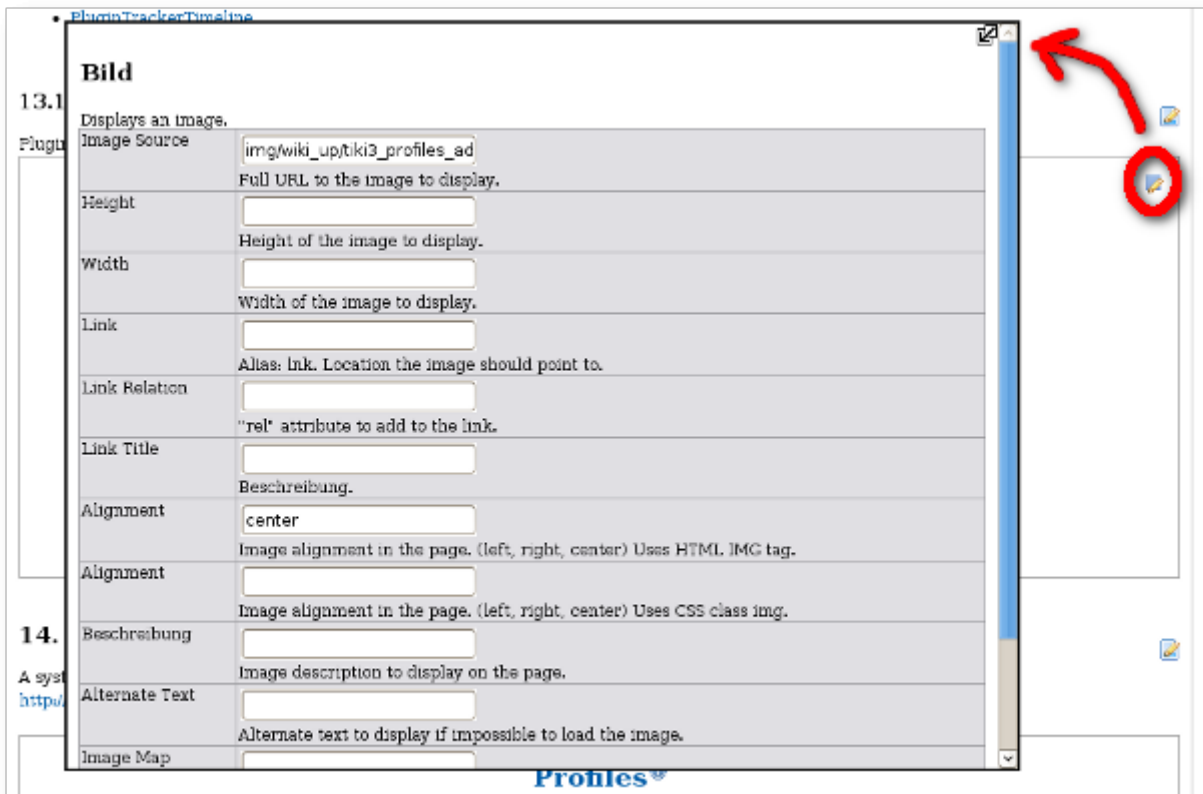 PluginTrackerTimeline
Bild
13.1
Displays an image.
Plugin
Image Source
img/wiki_up/tiki3_profiles_ad
Full URL to the image to display.
Height
Height of the image to display.
Width
Width of the image to display.
Link
Alias: lnk. Location the image should point to.
Link Relation
"rel" attribute to add to the link.
Link Title
Beschreibung.
Alignment
center
Image alignment in the page. (left, right, center) Uses HTML IMG tag.
Alignment
Image alignment in the page. (left, right, center) Uses CSS class img.
14.
Beschreibung
Image description to display on the page.
A syst
http:/
Alternate Text
Alternate text to display if impossible to load the image.
Image Map
Profiles